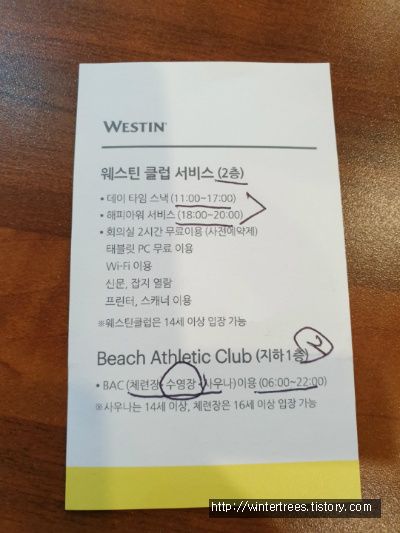 WESTIN®
웨스틴 클럽 서비스 (2층)
• 데이 타임 스낵 (11:00~17:00)
• 해피아워 서비스 (18:00~20:00)
• 회의실 2시간 무료이용 (사전예약제)
태블릿 PC 무료 이용
Wi-Fi 이용
신문, 잡지 열람
프린터, 스캐너 이용
※웨스틴클럽은 14세 이상 입장 가능
Beach Athletic Club (지하 1층) 2
• BAC (체련장·수영장·사우나) 이용 (06:00~22:00)
※사우나는 14세 이상, 체련장은 16세 이상 입장 가능
http://wintertrees.tistory.com